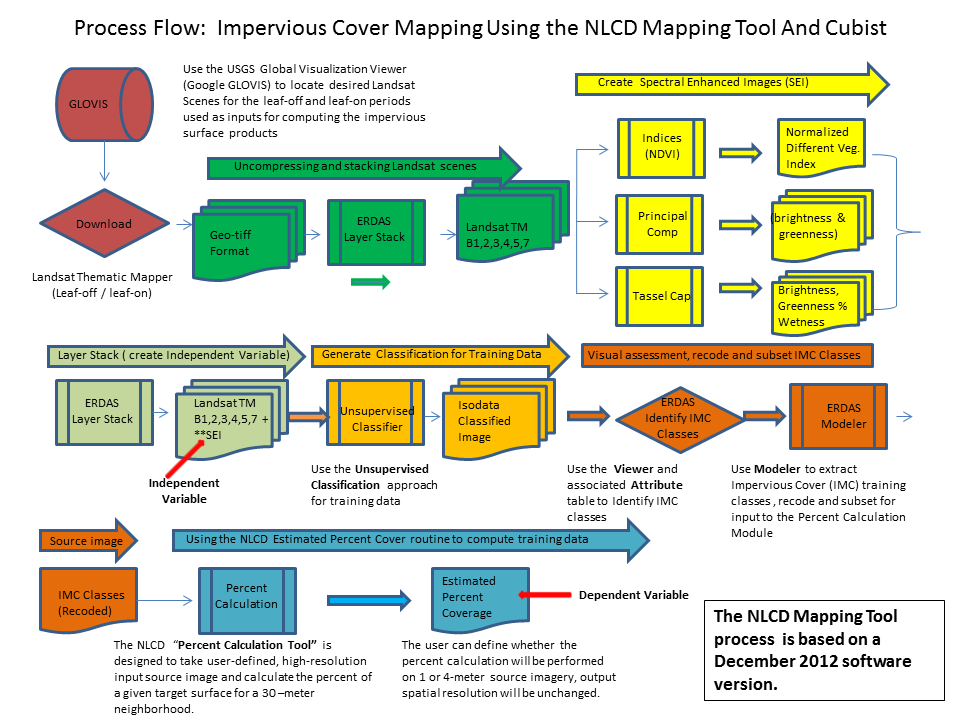 Process Flow:  Impervious Cover Mapping Using the NLCD Mapping Tool And Cubist
GLOVIS
Use the USGS Global Visualization Viewer
(Google GLOVIS) to locate desired Landsat
Scenes for the leaf-off and leaf-on periods
used as inputs for computing the impervious
surface products
Create  Spectral Enhanced Images (SEI)
Uncompressing and stacking Landsat scenes
Download
Landsat Thematic Mapper
(Leaf-off / leaf-on)
Geo-tiff
Format
ERDAS
Layer Stack
Landsat TM
B1,2,3,4,5,7
Indices
(NDVI)
Normalized
Different Veg.
Index
Principal
Comp
(brightness &
greenness)
Tassel Cap
Brightness,
Greenness %
Wetness
Layer Stack ( create Independent Variable)
Generate Classification for Training Data
Visual assessment, recode and subset IMC Classes
ERDAS
Layer Stack
Landsat TM
B1,2,3,4,5,7 +
**SEI
Independent
Variable
Unsupervised
Classifier
Isodata
Classified
Image
Use the Unsupervised
Classification approach
for training data
ERDAS
Identify IMC
Classes
ERDAS
Modeler
Use the Viewer and
associated Attribute
table to Identify IMC
classes
Use Modeler to extract
Impervious Cover (IMC) training
classes , recode and subset for
input to the Percent Calculation
Module
Source image
Using the NLCD Estimated Percent Cover routine to compute training data
IMC Classes
(Recoded)
Percent
Calculation
Estimated
Percent
Coverage
Dependent Variable
The NLCD  “Percent Calculation Tool” is
designed to take user-defined, high-resolution
input source image and calculate the percent of
a given target surface for a 30 –meter
neighborhood.
The user can define whether the
percent calculation will be performed
on 1 or 4-meter source imagery, output
spatial resolution will be unchanged.
The NLCD Mapping Tool
process  is based on a
December 2012 software
version.